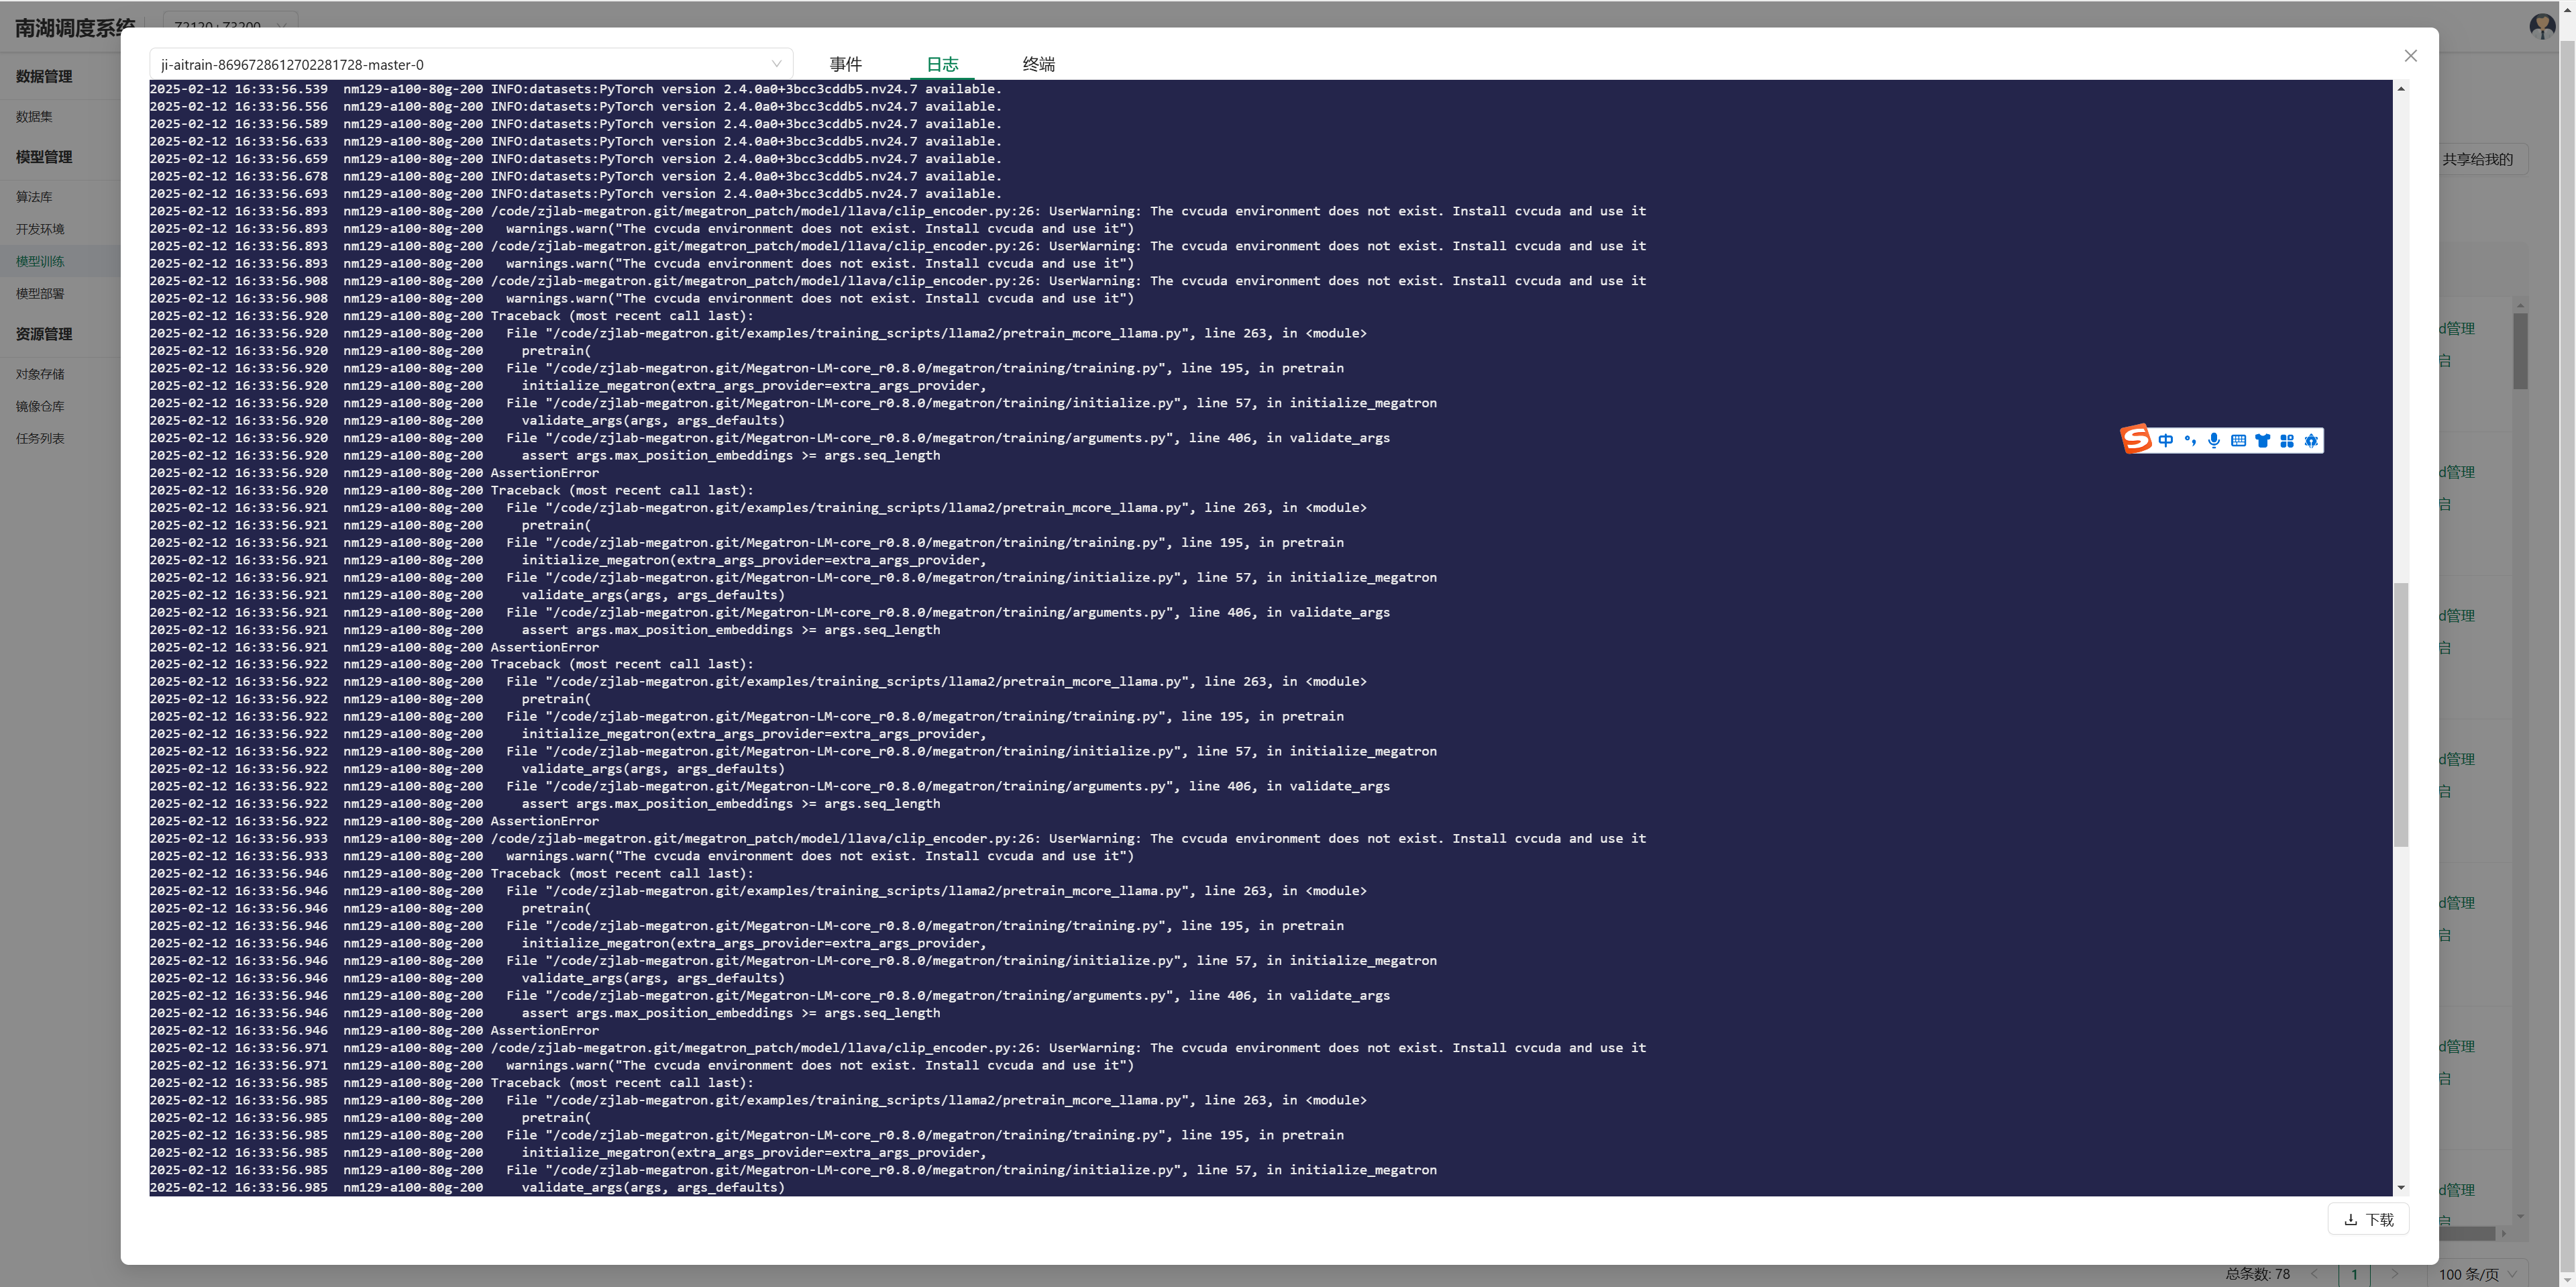 南湖调度系统
72120+73200
数据管理
数据集
模型管理
算法库
开发环境
模型训练
模型部署
资源管理
对象存储
镜像仓库
任务列表
ji-aitrain-8696728612702281728-master-0
事件
日志
终端
2025-02-12 16:33:56.539 nm129-a100-80g-200 INFO:datasets:PyTorch version 2.4.0a0+3bcc3cddb5.nv24.7 available.
2025-02-12 16:33:56.556 nm129-a100-80g-200 INFO:datasets:PyTorch version 2.4.0a0+3bcc3cddb5.nv24.7 available.
2025-02-12 16:33:56.589 nm129-a100-80g-200 INFO:datasets:PyTorch version 2.4.0a0+3bcc3cddb5.nv24.7 available.
2025-02-12 16:33:56.633 nm129-a100-80g-200 INFO:datasets:PyTorch version 2.4.0a0+3bcc3cddb5.nv24.7 available.
2025-02-12 16:33:56.659 nm129-a100-80g-200 INFO:datasets:PyTorch version 2.4.0a0+3bcc3cddb5.nv24.7 available.
2025-02-12 16:33:56.678 nm129-a100-80g-200 INFO:datasets:PyTorch version 2.4.0a0+3bcc3cddb5.nv24.7 available.
2025-02-12 16:33:56.693 nm129-a100-80g-200 INFO:datasets:PyTorch version 2.4.0a0+3bcc3cddb5.nv24.7 available.
2025-02-12 16:33:56.893 nm129-a100-80g-200 /code/zjlab-megatron.git/megatron_patch/model/llava/clip_encoder.py:26: UserWarning: The cvcuda environment does not exist. Install cvcuda and use it
2025-02-12 16:33:56.893 nm129-a100-80g-200 warnings.warn("The cvcuda environment does not exist. Install cvcuda and use it")
2025-02-12 16:33:56.893 nm129-a100-80g-200 /code/zjlab-megatron.git/megatron_patch/model/llava/clip_encoder.py:26: UserWarning: The cvcuda environment does not exist. Install cvcuda and use it
2025-02-12 16:33:56.893 nm129-a100-80g-200 warnings.warn("The cvcuda environment does not exist. Install cvcuda and use it")
2025-02-12 16:33:56.908 nm129-a100-80g-200 /code/zjlab-megatron.git/megatron_patch/model/llava/clip_encoder.py:26: UserWarning: The cvcuda environment does not exist. Install cvcuda and use it
2025-02-12 16:33:56.908 nm129-a100-80g-200 warnings.warn("The cvcuda environment does not exist. Install cvcuda and use it")
2025-02-12 16:33:56.920 nm129-a100-80g-200 Traceback (most recent call last):
2025-02-12 16:33:56.920 nm129-a100-80g-200 File "/code/zjlab-megatron.git/examples/training_scripts/llama2/pretrain_mcore_llama.py", line 263, in <module>
2025-02-12 16:33:56.920 nm129-a100-80g-200 pretrain(
2025-02-12 16:33:56.920 nm129-a100-80g-200 File "/code/zjlab-megatron.git/Megatron-LM-core_r0.8.0/megatron/training/training.py", line 195, in pretrain
2025-02-12 16:33:56.920 nm129-a100-80g-200 initialize_megatron(extra_args_provider=extra_args_provider,
2025-02-12 16:33:56.920 nm129-a100-80g-200 File "/code/zjlab-megatron.git/Megatron-LM-core_r0.8.0/megatron/training/initialize.py", line 57, in initialize_megatron
2025-02-12 16:33:56.920 nm129-a100-80g-200 validate_args(args, args_defaults)
2025-02-12 16:33:56.920 nm129-a100-80g-200 File "/code/zjlab-megatron.git/Megatron-LM-core_r0.8.0/megatron/training/arguments.py", line 406, in validate_args
2025-02-12 16:33:56.920 nm129-a100-80g-200 assert args.max_position_embeddings >= args.seq_length
2025-02-12 16:33:56.920 nm129-a100-80g-200 AssertionError
2025-02-12 16:33:56.920 nm129-a100-80g-200 Traceback (most recent call last):
2025-02-12 16:33:56.921 nm129-a100-80g-200 File "/code/zjlab-megatron.git/examples/training_scripts/llama2/pretrain_mcore_llama.py", line 263, in <module>
2025-02-12 16:33:56.921 nm129-a100-80g-200 pretrain(
2025-02-12 16:33:56.921 nm129-a100-80g-200 File "/code/zjlab-megatron.git/Megatron-LM-core_r0.8.0/megatron/training/training.py", line 195, in pretrain
2025-02-12 16:33:56.921 nm129-a100-80g-200 initialize_megatron(extra_args_provider=extra_args_provider,
2025-02-12 16:33:56.921 nm129-a100-80g-200 File "/code/zjlab-megatron.git/Megatron-LM-core_r0.8.0/megatron/training/initialize.py", line 57, in initialize_megatron
2025-02-12 16:33:56.921 nm129-a100-80g-200 validate_args(args, args_defaults)
2025-02-12 16:33:56.921 nm129-a100-80g-200 File "/code/zjlab-megatron.git/Megatron-LM-core_r0.8.0/megatron/training/arguments.py", line 406, in validate_args
2025-02-12 16:33:56.921 nm129-a100-80g-200 assert args.max_position_embeddings >= args.seq_length
2025-02-12 16:33:56.921 nm129-a100-80g-200 AssertionError
2025-02-12 16:33:56.922 nm129-a100-80g-200 Traceback (most recent call last):
2025-02-12 16:33:56.922 nm129-a100-80g-200 File "/code/zjlab-megatron.git/examples/training_scripts/llama2/pretrain_mcore_llama.py", line 263, in <module>
2025-02-12 16:33:56.922 nm129-a100-80g-200 pretrain(
2025-02-12 16:33:56.922 nm129-a100-80g-200 File "/code/zjlab-megatron.git/Megatron-LM-core_r0.8.0/megatron/training/training.py", line 195, in pretrain
2025-02-12 16:33:56.922 nm129-a100-80g-200 initialize_megatron(extra_args_provider=extra_args_provider,
2025-02-12 16:33:56.922 nm129-a100-80g-200 File "/code/zjlab-megatron.git/Megatron-LM-core_r0.8.0/megatron/training/initialize.py", line 57, in initialize_megatron
2025-02-12 16:33:56.922 nm129-a100-80g-200 validate_args(args, args_defaults)
2025-02-12 16:33:56.922 nm129-a100-80g-200 File "/code/zjlab-megatron.git/Megatron-LM-core_r0.8.0/megatron/training/arguments.py", line 406, in validate_args
2025-02-12 16:33:56.922 nm129-a100-80g-200 assert args.max_position_embeddings >= args.seq_length
2025-02-12 16:33:56.922 nm129-a100-80g-200 AssertionError
2025-02-12 16:33:56.933 nm129-a100-80g-200 /code/zjlab-megatron.git/megatron_patch/model/llava/clip_encoder.py:26: UserWarning: The cvcuda environment does not exist. Install cvcuda and use it
2025-02-12 16:33:56.933 nm129-a100-80g-200 warnings.warn("The cvcuda environment does not exist. Install cvcuda and use it")
2025-02-12 16:33:56.946 nm129-a100-80g-200 Traceback (most recent call last):
2025-02-12 16:33:56.946 nm129-a100-80g-200 File "/code/zjlab-megatron.git/examples/training_scripts/llama2/pretrain_mcore_llama.py", line 263, in <module>
2025-02-12 16:33:56.946 nm129-a100-80g-200 pretrain(
2025-02-12 16:33:56.946 nm129-a100-80g-200 File "/code/zjlab-megatron.git/Megatron-LM-core_r0.8.0/megatron/training/training.py", line 195, in pretrain
2025-02-12 16:33:56.946 nm129-a100-80g-200 initialize_megatron(extra_args_provider=extra_args_provider,
2025-02-12 16:33:56.946 nm129-a100-80g-200 File "/code/zjlab-megatron.git/Megatron-LM-core_r0.8.0/megatron/training/initialize.py", line 57, in initialize_megatron
2025-02-12 16:33:56.946 nm129-a100-80g-200 validate_args(args, args_defaults)
2025-02-12 16:33:56.946 nm129-a100-80g-200 File "/code/zjlab-megatron.git/Megatron-LM-core_r0.8.0/megatron/training/arguments.py", line 406, in validate_args
2025-02-12 16:33:56.946 nm129-a100-80g-200 assert args.max_position_embeddings >= args.seq_length
2025-02-12 16:33:56.946 nm129-a100-80g-200 AssertionError
2025-02-12 16:33:56.971 nm129-a100-80g-200 /code/zjlab-megatron.git/megatron_patch/model/llava/clip_encoder.py:26: UserWarning: The cvcuda environment does not exist. Install cvcuda and use it
2025-02-12 16:33:56.971 nm129-a100-80g-200 warnings.warn("The cvcuda environment does not exist. Install cvcuda and use it")
2025-02-12 16:33:56.985 nm129-a100-80g-200 Traceback (most recent call last):
2025-02-12 16:33:56.985 nm129-a100-80g-200 File "/code/zjlab-megatron.git/examples/training_scripts/llama2/pretrain_mcore_llama.py", line 263, in <module>
2025-02-12 16:33:56.985 nm129-a100-80g-200 pretrain(
2025-02-12 16:33:56.985 nm129-a100-80g-200 File "/code/zjlab-megatron.git/Megatron-LM-core_r0.8.0/megatron/training/training.py", line 195, in pretrain
2025-02-12 16:33:56.985 nm129-a100-80g-200 initialize_megatron(extra_args_provider=extra_args_provider,
2025-02-12 16:33:56.985 nm129-a100-80g-200 File "/code/zjlab-megatron.git/Megatron-LM-core_r0.8.0/megatron/training/initialize.py", line 57, in initialize_megatron
2025-02-12 16:33:56.985 nm129-a100-80g-200 validate_args(args, args_defaults)
中
下载
共享给我的
d管理
启
d管理
启
d管理
启
d管理
启
d管理
启
d管理
启
d管理
总条数: 78
1
100 条/页